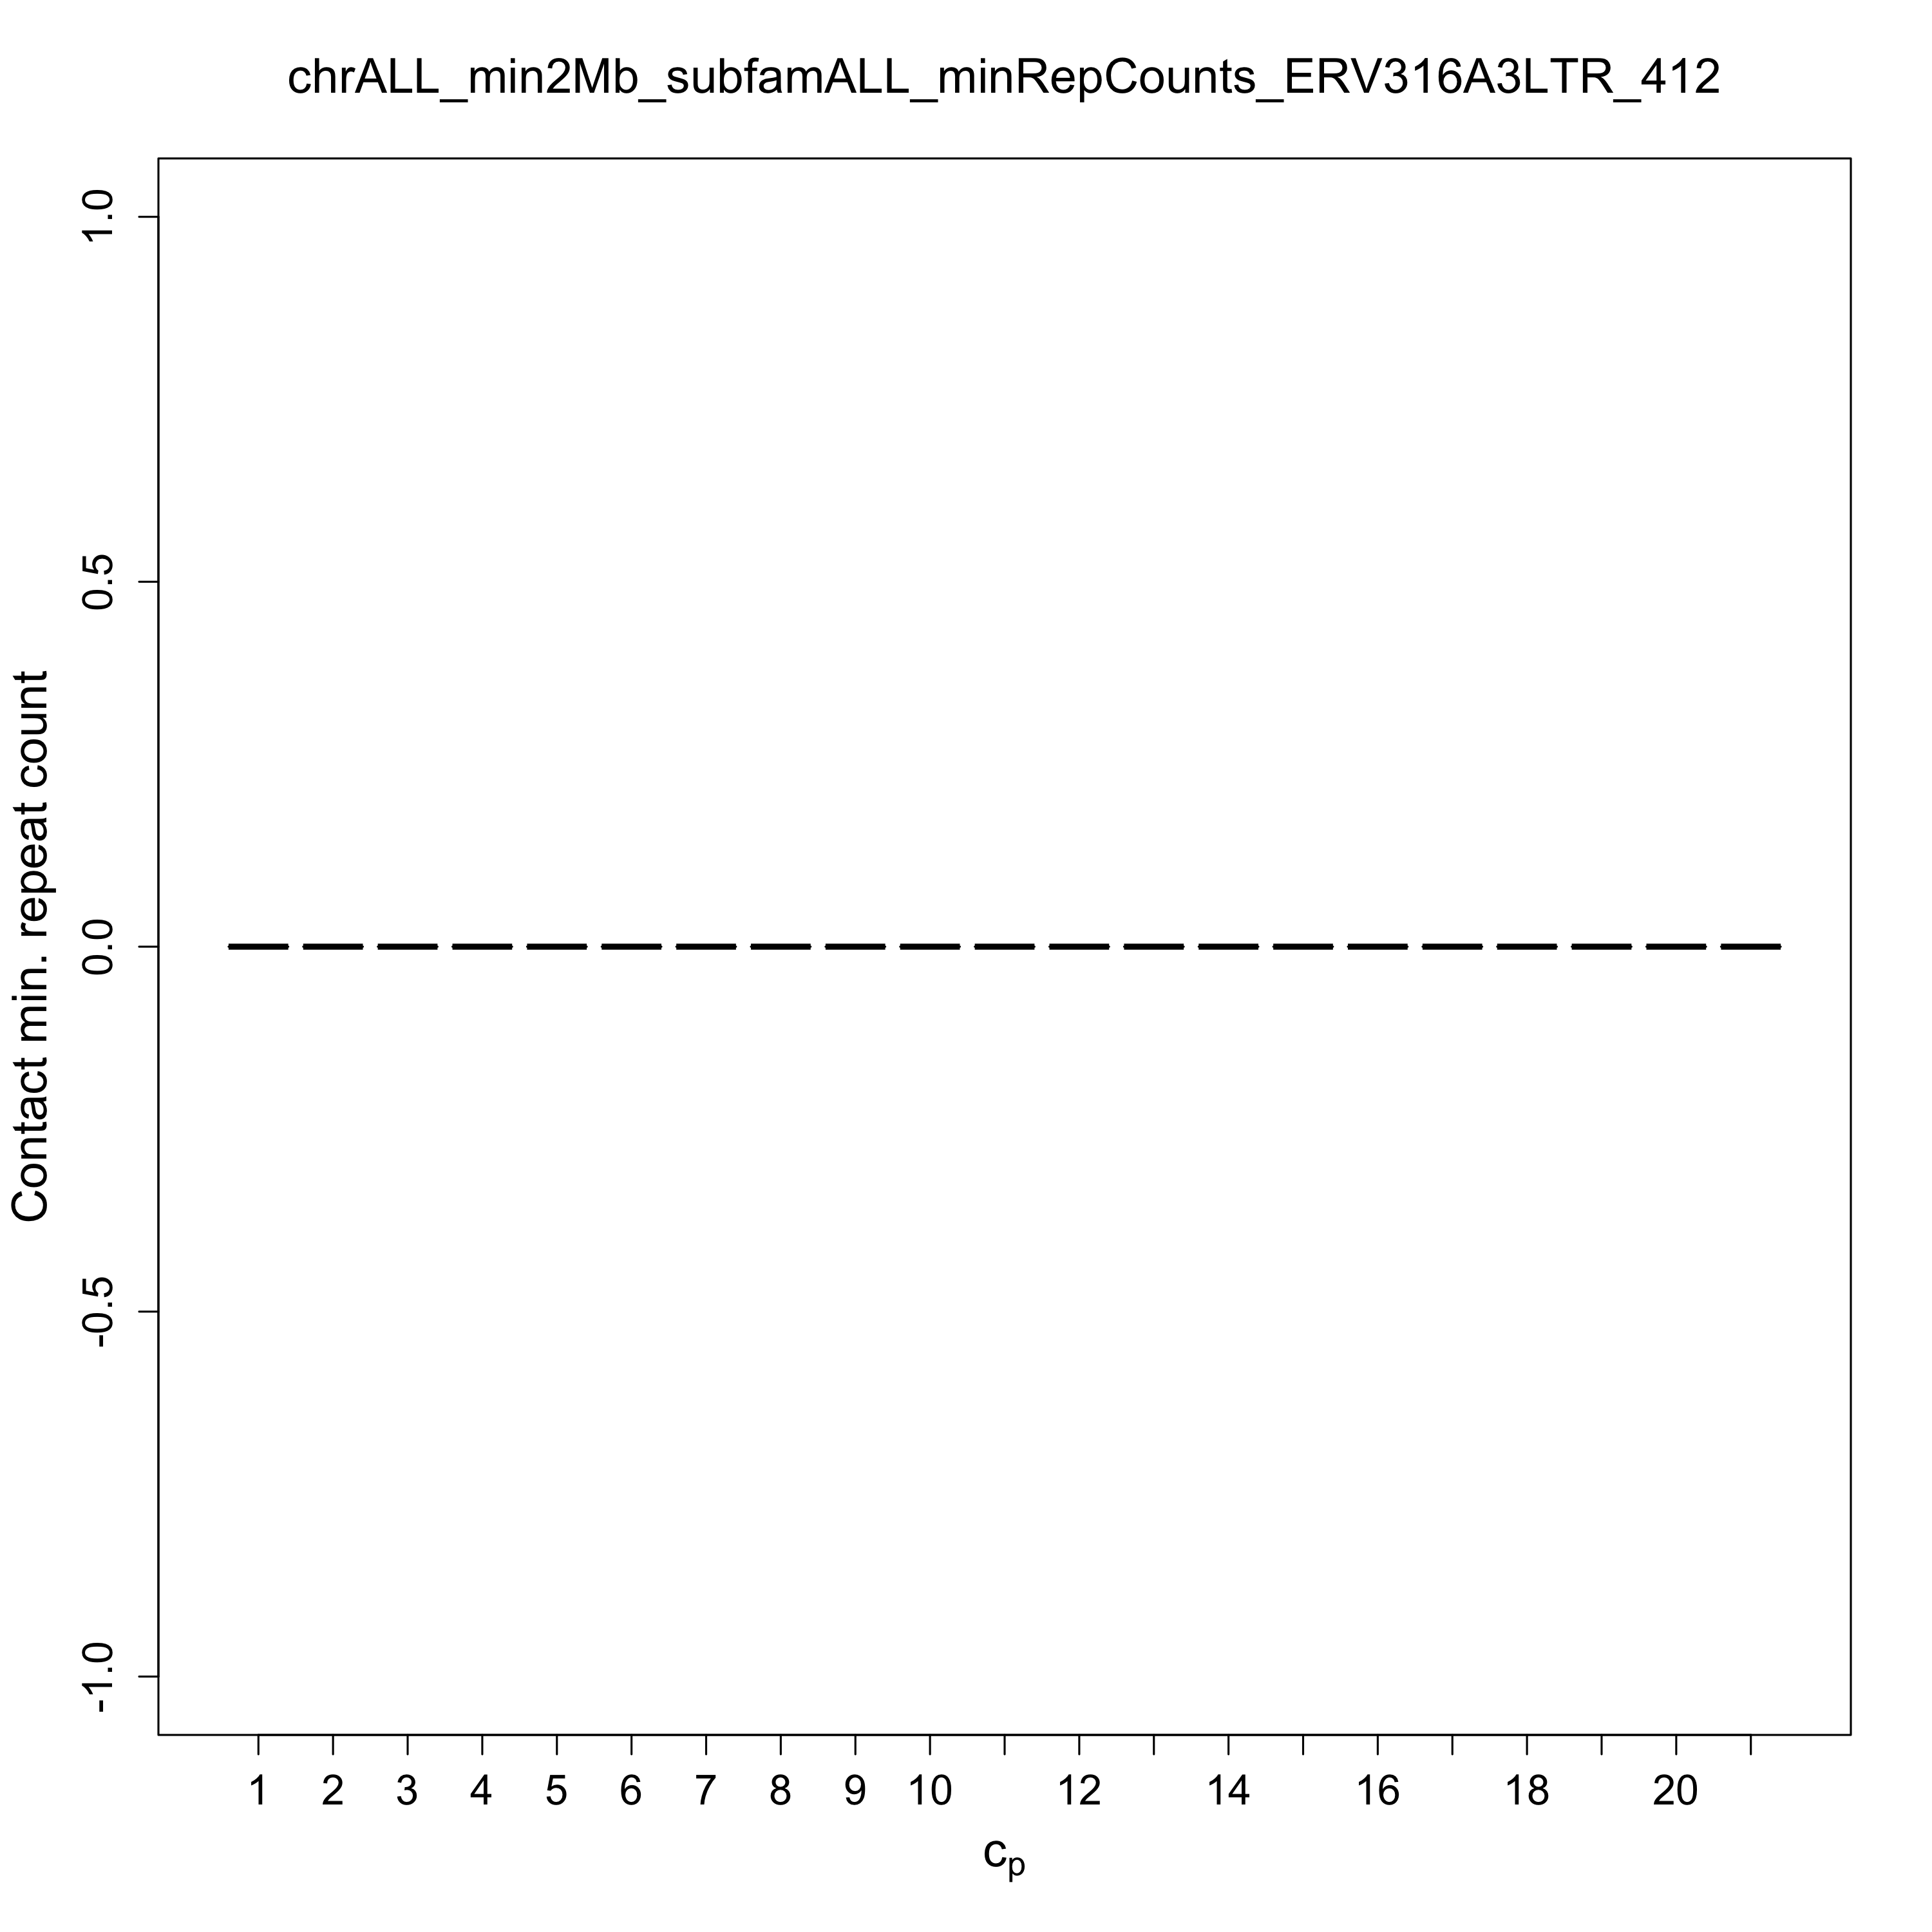 chrALL_min2Mb_subfamALL_minRepCounts_ERV316A3LTR_412
Contact min. repeat count
1.0
0.5
0.0
-0.5
-1.0
1 2 3 4 5 6 7 8 9 10 12 14 16 18 20
cp